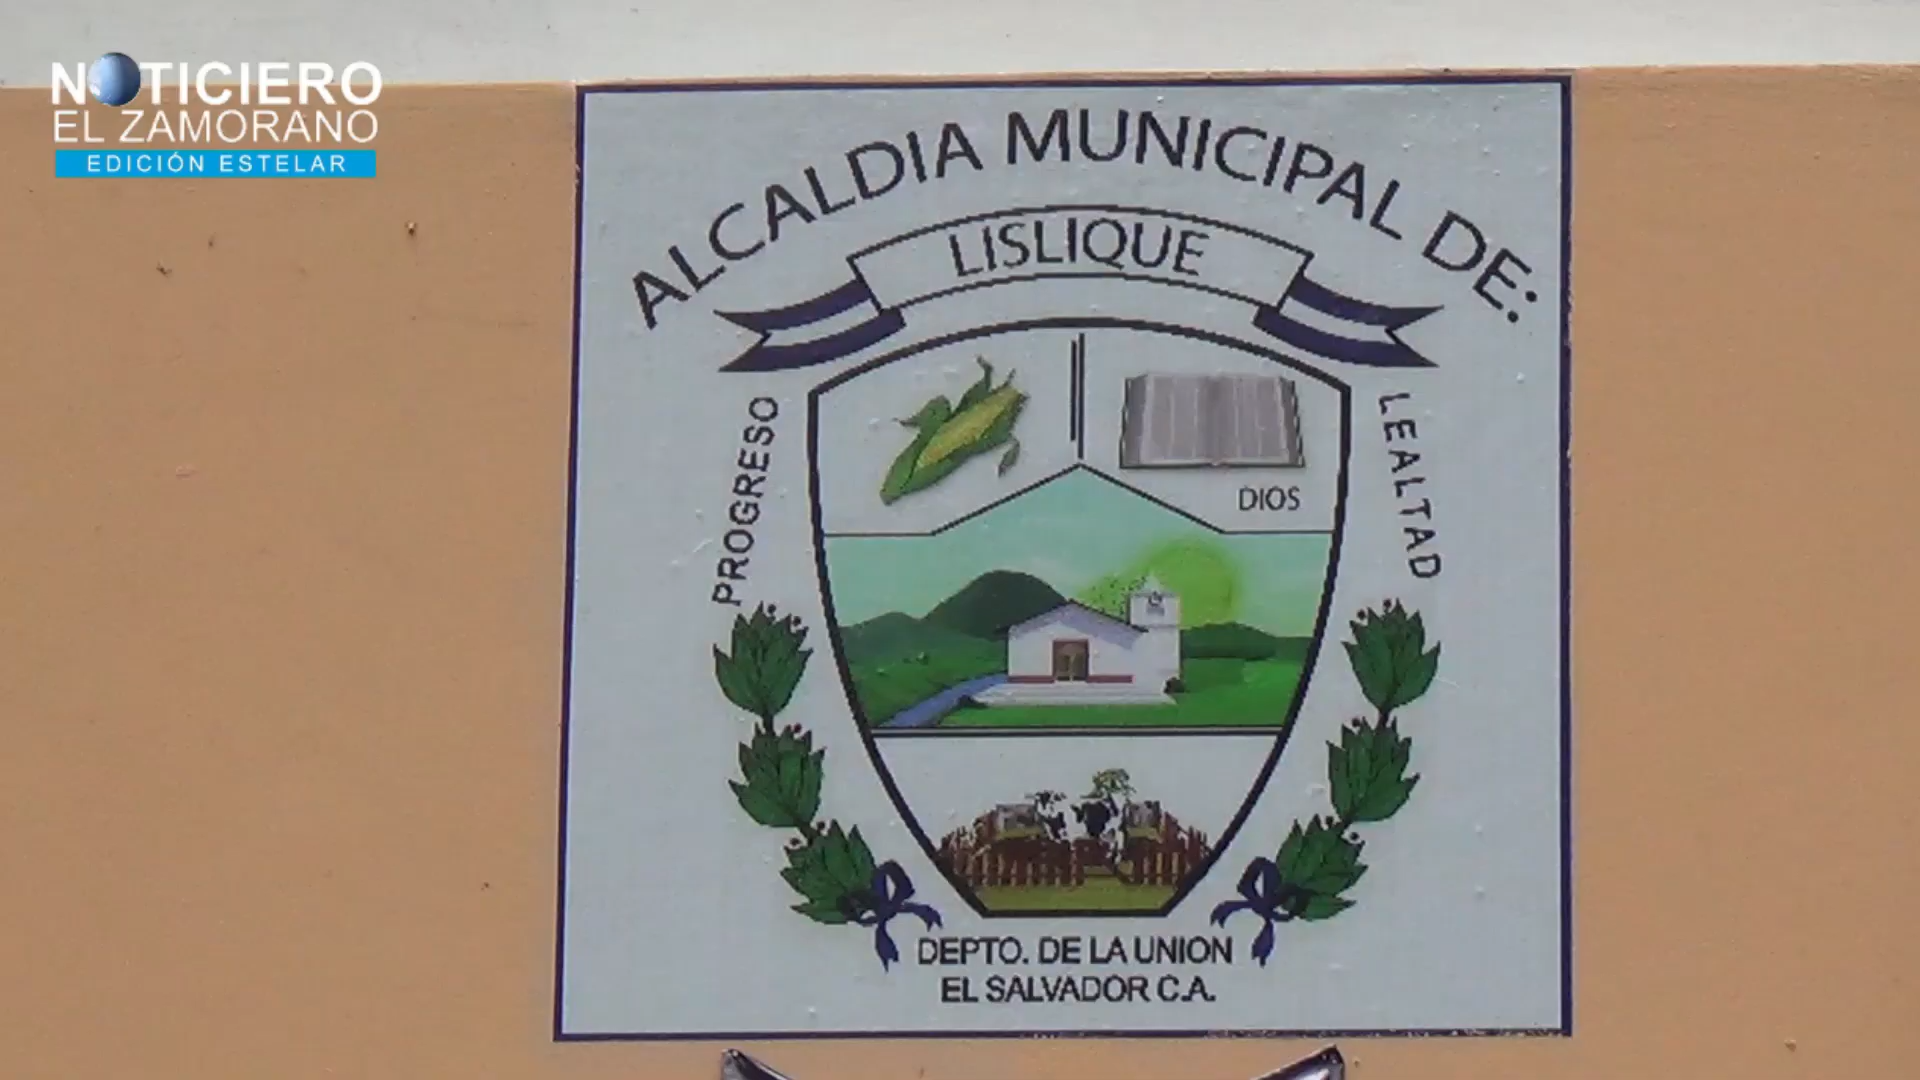 NOTICIERO
EL ZAMORANO
EDICIÓN ESTELAR
ALCALDIA MUNICIPAL DE:
LISLIQUE
PROGRESO
LEALTAD
DIOS
DEPTO. DE LA UNION
EL SALVADOR C.A.